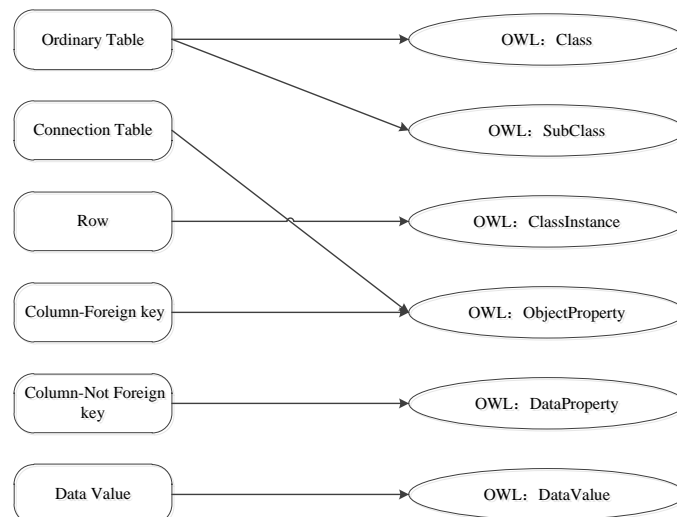 Ordinary Table
OWL：Class
Connection Table
OWL：SubClass
Row
OWL：ClassInstance
Column-Foreign key
OWL：ObjectProperty
Column-Not Foreign
key
OWL：DataProperty
Data Value
OWL：DataValue